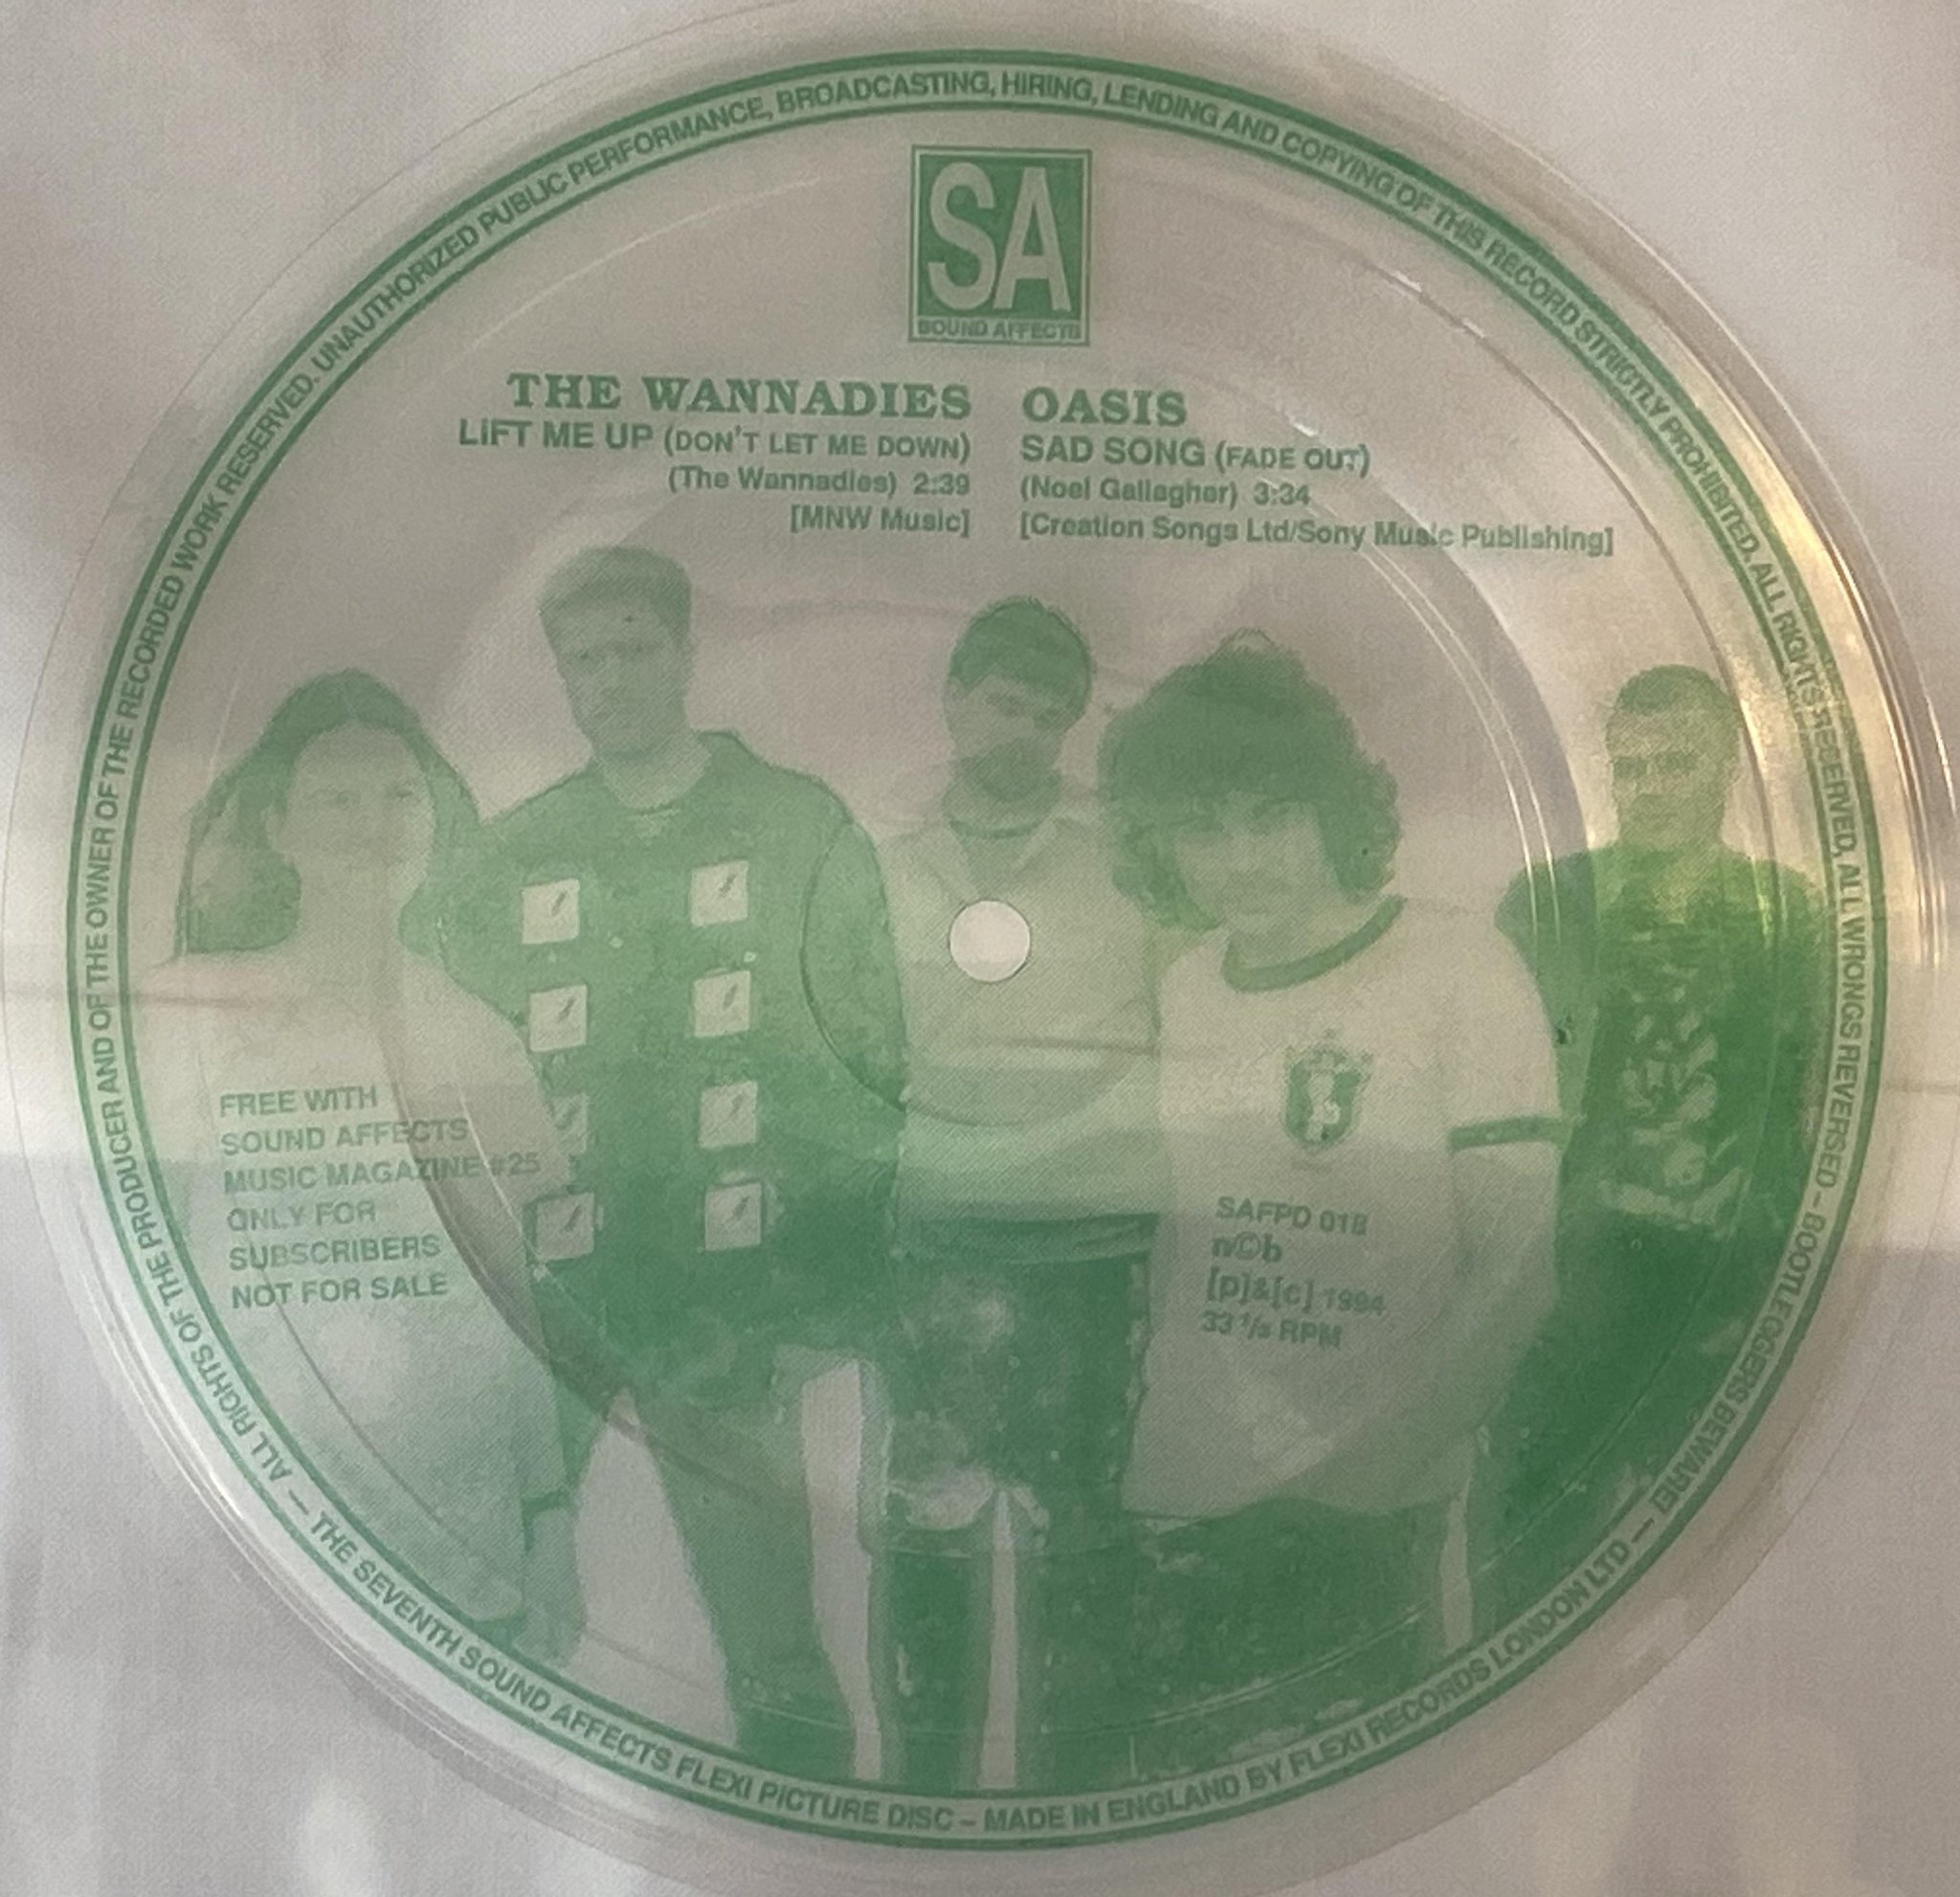 SA
SOUND AFFECTS
THE WANNADIES
LIFT ME UP (DON'T LET ME DOWN)
(The Wannadies) 2:39
[MNW Music]
OASIS
SAD SONG (FADE OUT)
(Noel Gallagher) 3:34
[Creation Songs Ltd/Sony Music Publishing]
FREE WITH
SOUND AFFECTS
MUSIC MAGAZINE #25
ONLY FOR
SUBSCRIBERS
NOT FOR SALE
SAFPD 018
n©b
[p]&[c] 1994
33 ⅓ RPM
ALL RIGHTS OF THE PRODUCER AND OF THE OWNER OF THE RECORDED WORK RESERVED. UNAUTHORIZED PUBLIC PERFORMANCE, BROADCASTING, HIRING, LENDING AND COPYING OF THIS RECORD STRICTLY PROHIBITED. ALL RIGHTS RESERVED, ALL WRONGS REVERSED – BOOTLEGGERS BEWARE! —
THE SEVENTH SOUND AFFECTS FLEXI PICTURE DISC – MADE IN ENGLAND BY FLEXI RECORDS LONDON LTD —